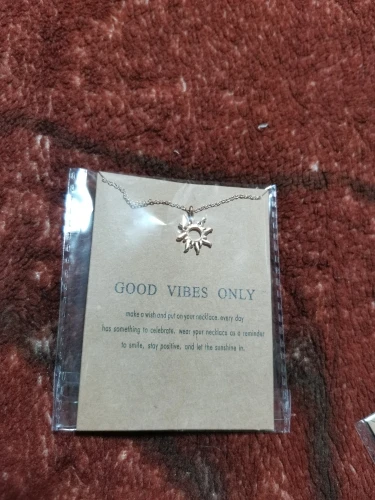 GOOD VIBES ONLY
make a wish and put on your necklace. every day
has something to celebrate. wear your necklace as a reminder
to smile, stay positive, and let the sunshine in.